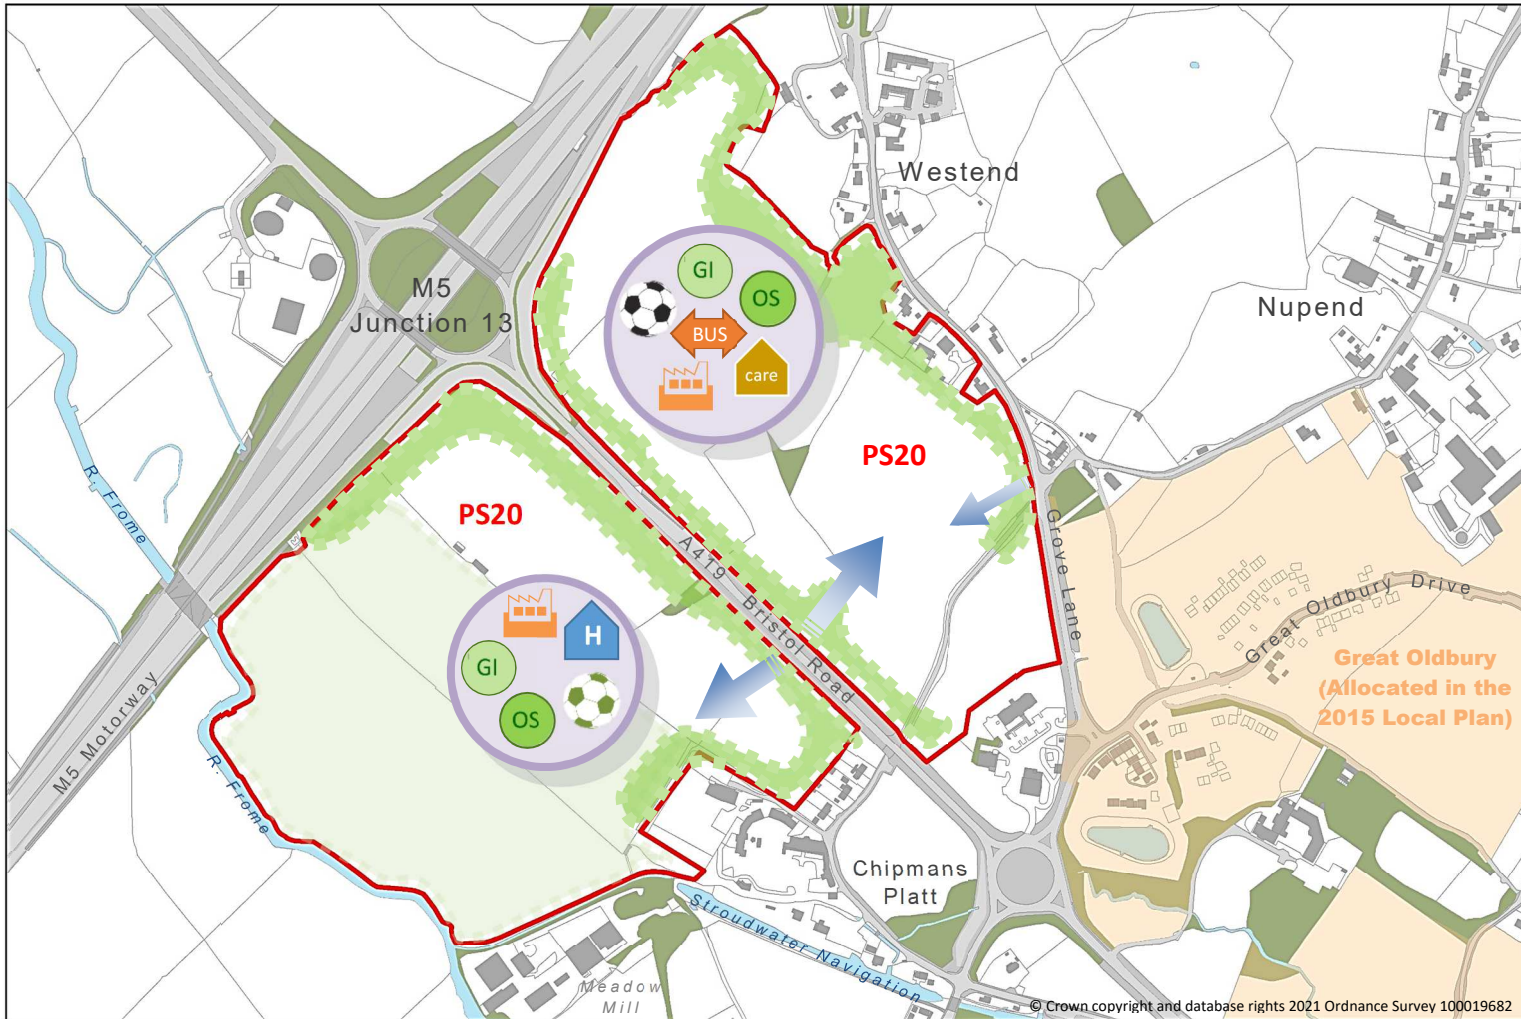 Westend
Nupend
M5
Junction 13
GI
OS
BUS
care
PS20
PS20
R. Frome
A419 Bristol Road
Grove Lane
Great Oldbury Drive
H
GI
OS
Great Oldbury
(Allocated in the
2015 Local Plan)
M5 Motorway
R. Frome
Chipmans
Platt
Stroudwater Navigation
Meadow
Mill
© Crown copyright and database rights 2021 Ordnance Survey 100019682